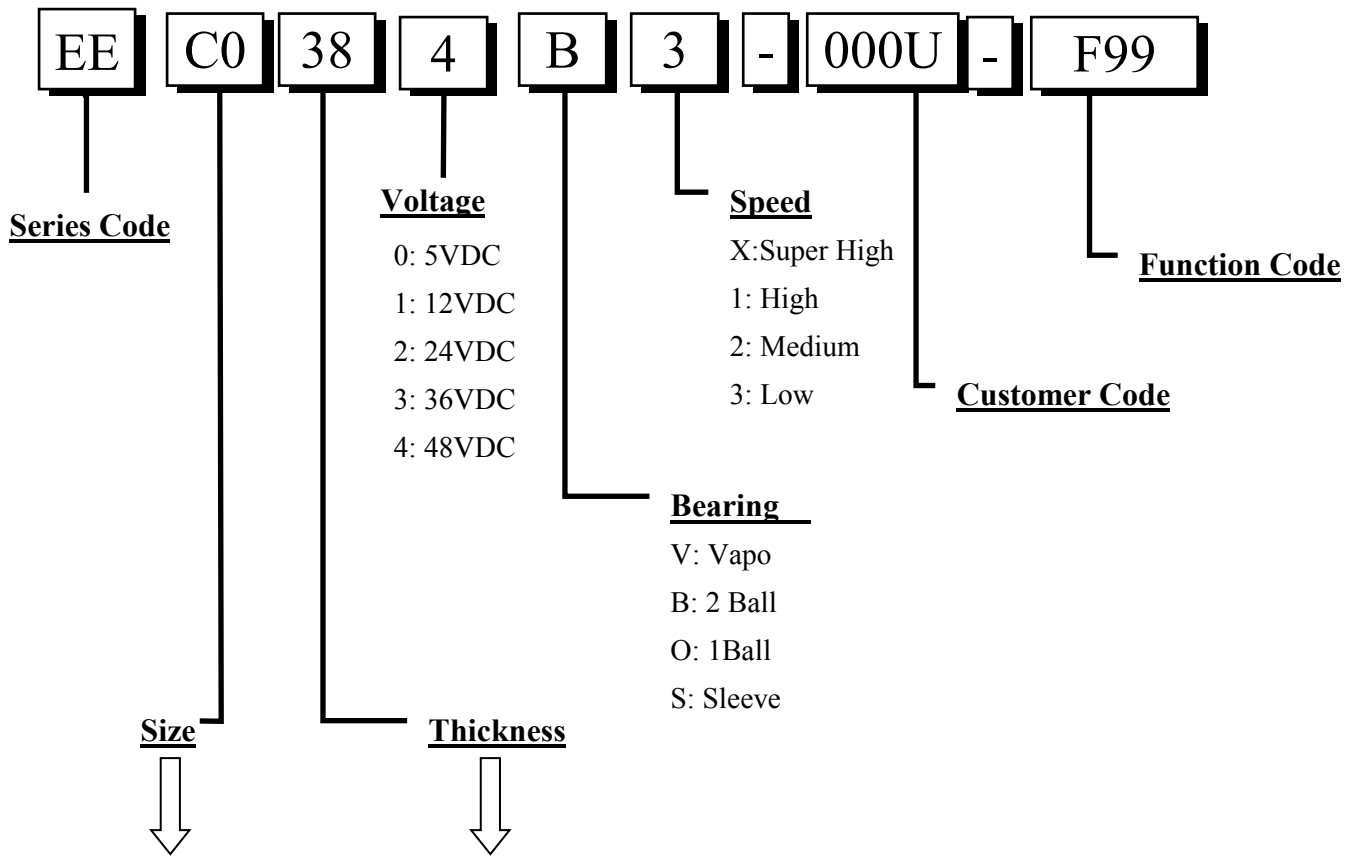 EE C0 38 4 B 3 - 000U - F99
Series Code
Voltage
0: 5VDC
1: 12VDC
2: 24VDC
3: 36VDC
4: 48VDC
Speed
X:Super High
1: High
2: Medium
3: Low
Function Code
Customer Code
Bearing
V: Vapo
B: 2 Ball
O: 1Ball
S: Sleeve
Size
Thickness